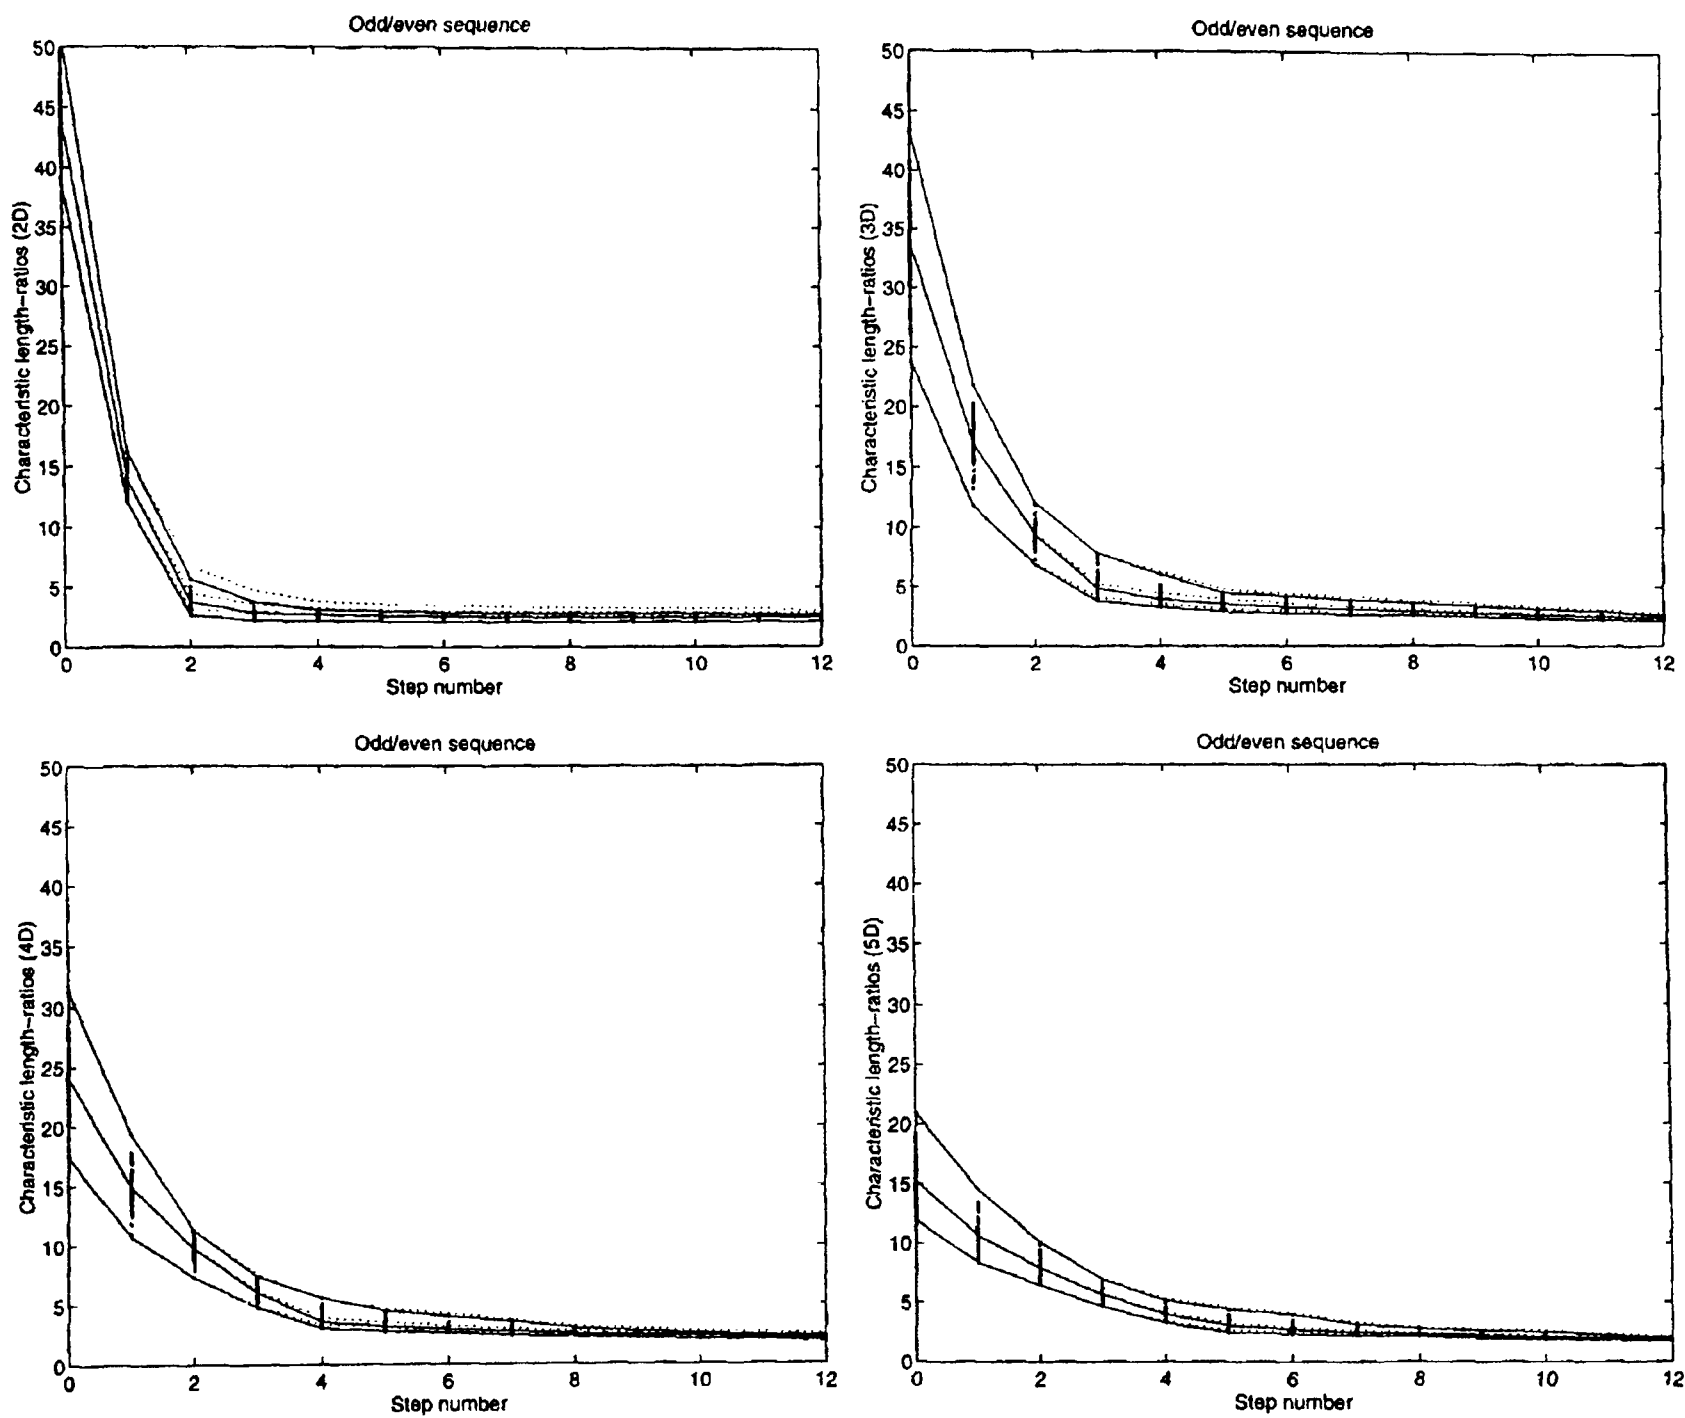 Odd/even sequence
50
45
40
35
30
25
20
15
10
5
0
Characteristic length-ratios (2D)
0 2 4 6 8 10 12
Step number
Odd/even sequence
50
45
40
35
30
25
20
15
10
5
0
Characteristic length-ratios (3D)
0 2 4 6 8 10 12
Step number
Odd/even sequence
50
45
40
35
30
25
20
15
10
5
0
Characteristic length-ratios (4D)
0 2 4 6 8 10 12
Step number
Odd/even sequence
50
45
40
35
30
25
20
15
10
5
0
Characteristic length-ratios (5D)
0 2 4 6 8 10 12
Step number